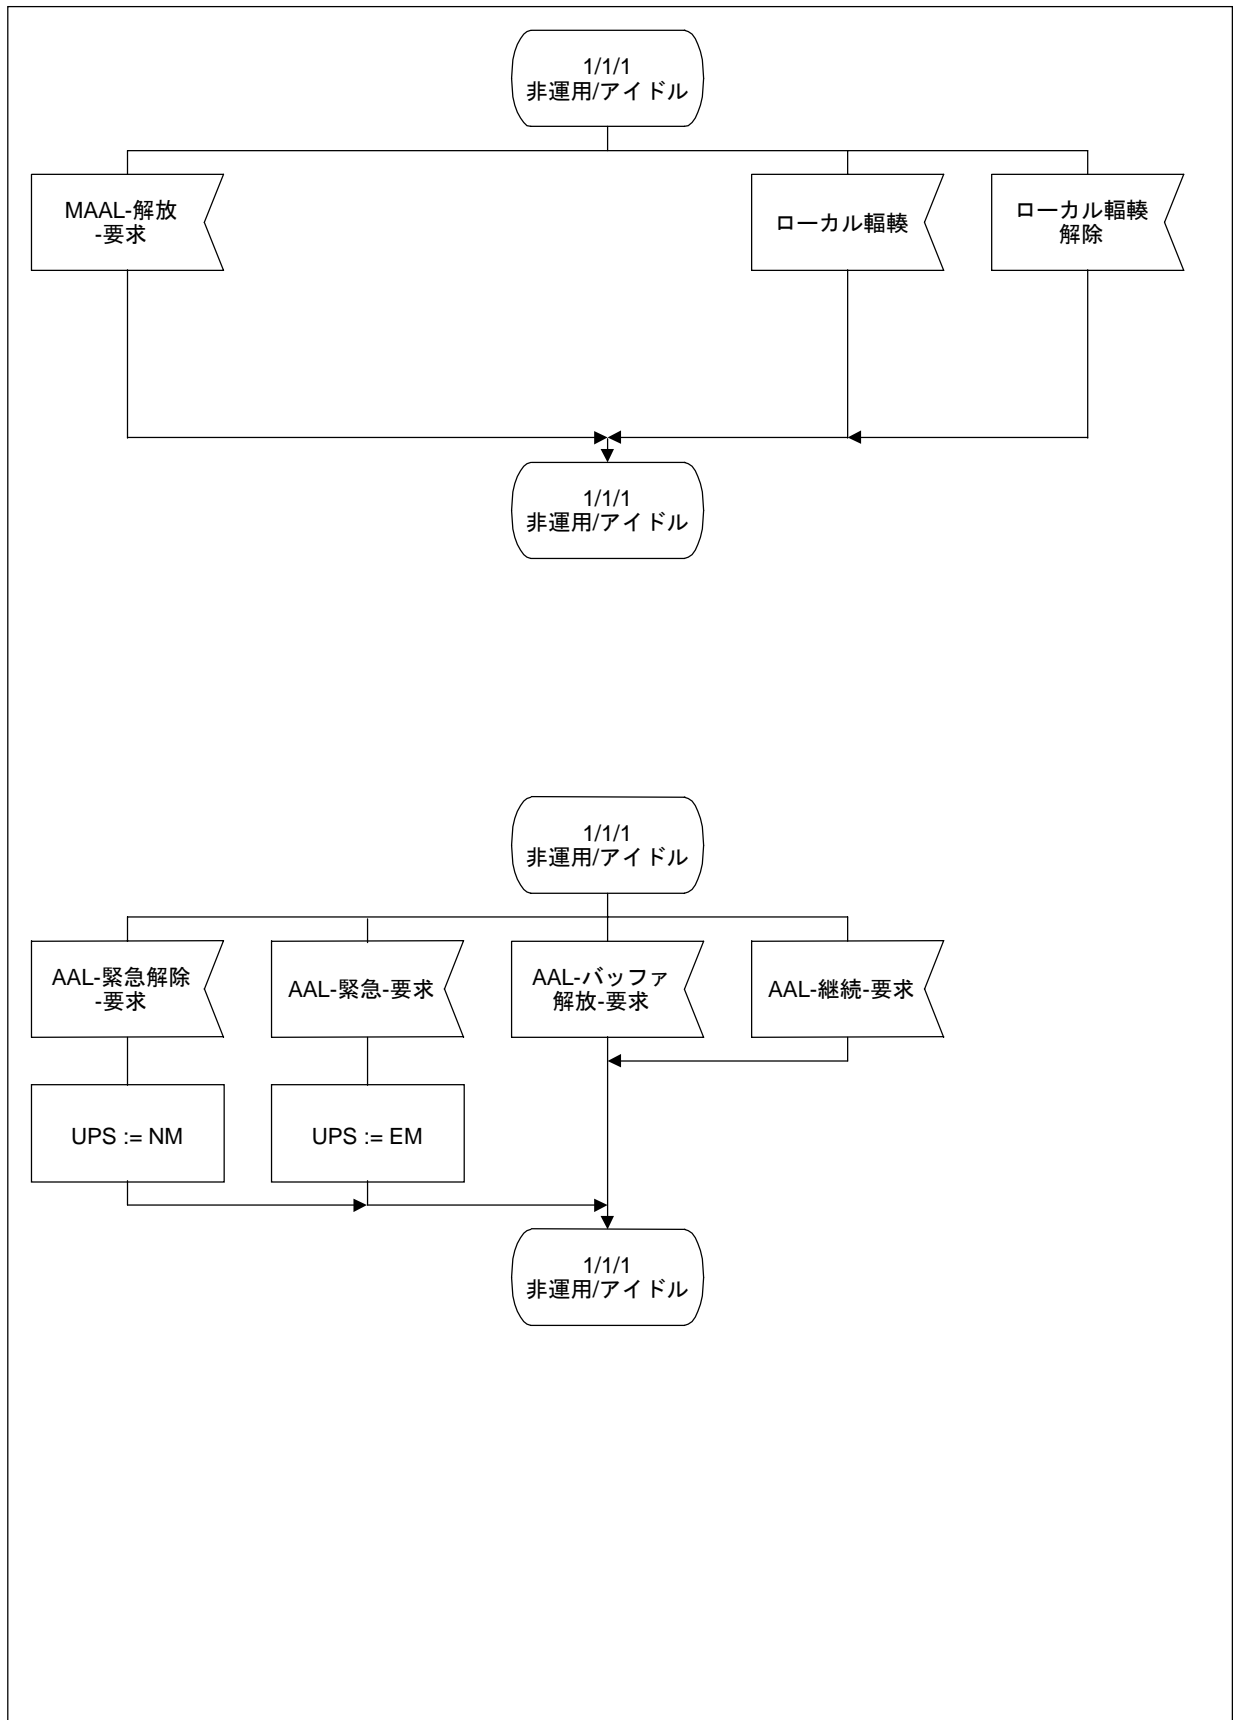 1/1/1
非運用/アイドル
MAAL-解放
-要求
ローカル輻輳
ローカル輻輳
解除
1/1/1
非運用/アイドル
1/1/1
非運用/アイドル
AAL-緊急解除
-要求
AAL-緊急-要求
AAL-バッファ
解放-要求
AAL-継続-要求
UPS := NM
UPS := EM
1/1/1
非運用/アイドル